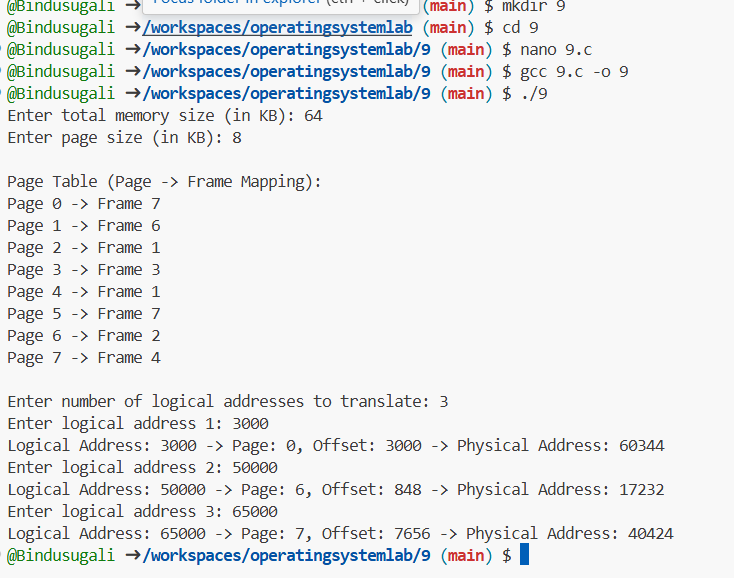 @Bindusugali →  (main) $ mkdir 9
Focus folder in explorer (ctrl + click)
@Bindusugali →/workspaces/operatingsystemlab (main) $ cd 9
@Bindusugali →/workspaces/operatingsystemlab/9 (main) $ nano 9.c
@Bindusugali →/workspaces/operatingsystemlab/9 (main) $ gcc 9.c -o 9
@Bindusugali →/workspaces/operatingsystemlab/9 (main) $ ./9
Enter total memory size (in KB): 64
Enter page size (in KB): 8
Page Table (Page -> Frame Mapping):
Page 0 -> Frame 7
Page 1 -> Frame 6
Page 2 -> Frame 1
Page 3 -> Frame 3
Page 4 -> Frame 1
Page 5 -> Frame 7
Page 6 -> Frame 2
Page 7 -> Frame 4
Enter number of logical addresses to translate: 3
Enter logical address 1: 3000
Logical Address: 3000 -> Page: 0, Offset: 3000 -> Physical Address: 60344
Enter logical address 2: 50000
Logical Address: 50000 -> Page: 6, Offset: 848 -> Physical Address: 17232
Enter logical address 3: 65000
Logical Address: 65000 -> Page: 7, Offset: 7656 -> Physical Address: 40424
@Bindusugali →/workspaces/operatingsystemlab/9 (main) $